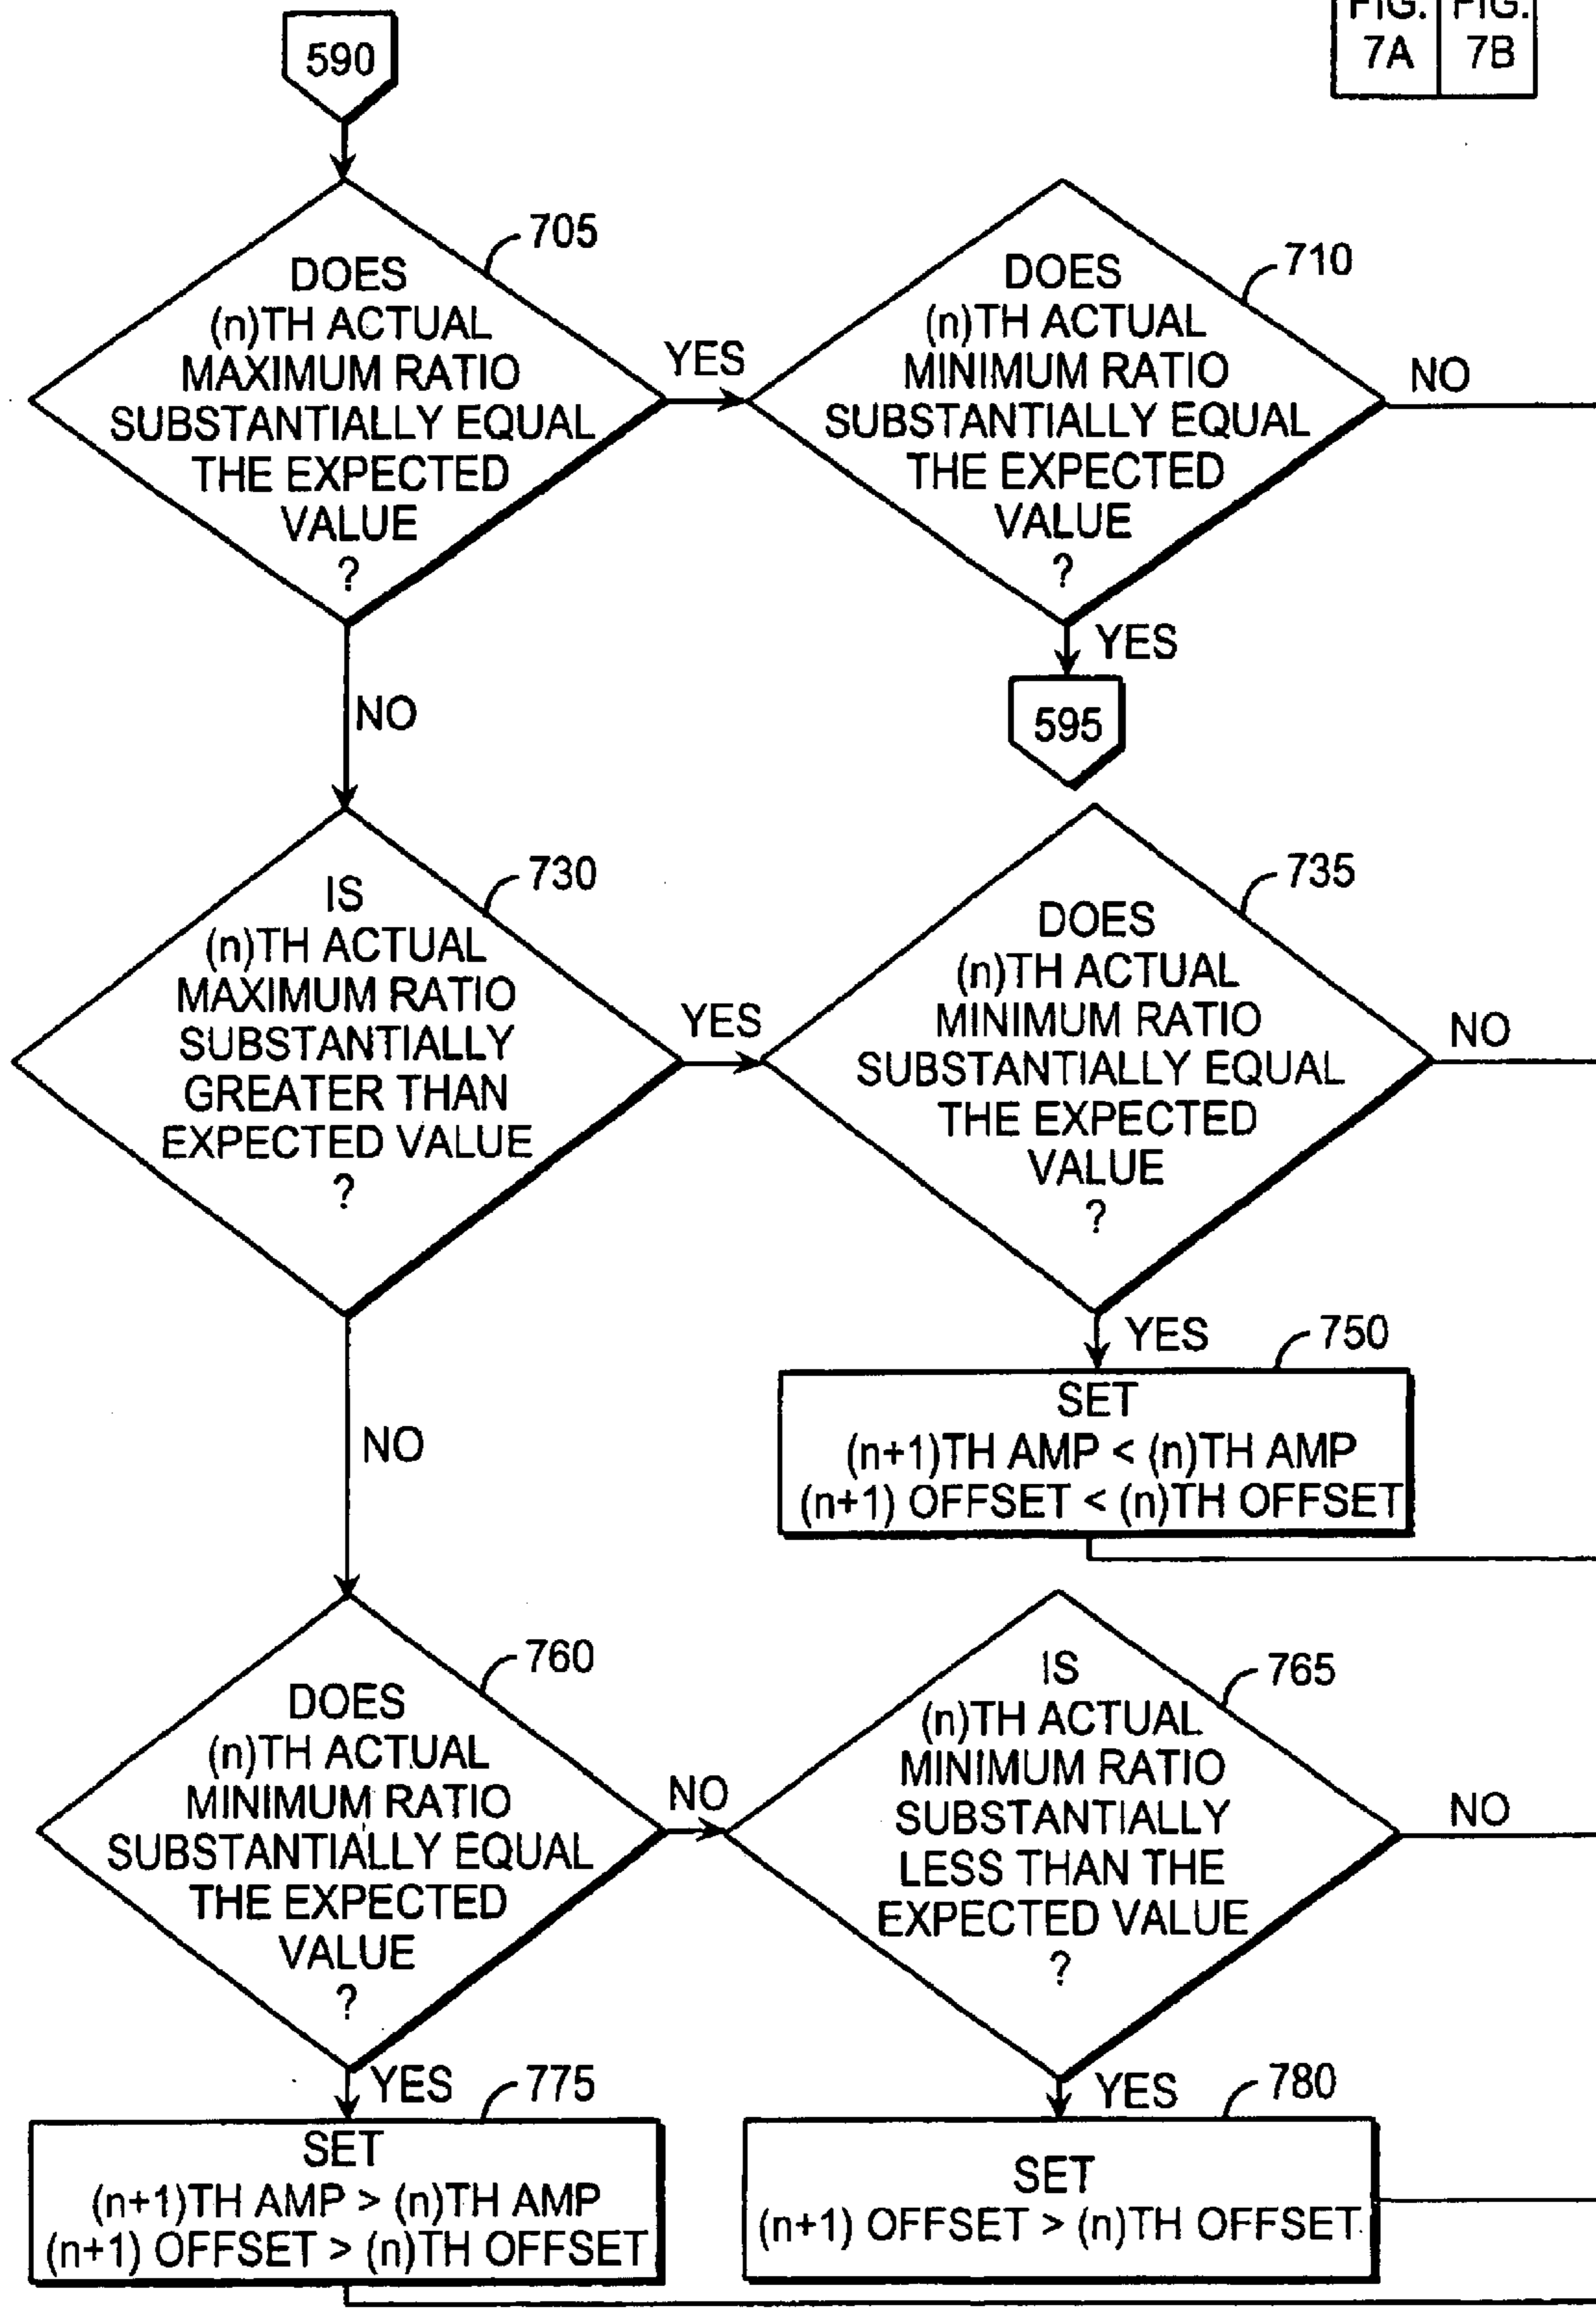 FIG. FIG.
7A 7B
590
705
DOES
(n)TH ACTUAL
MAXIMUM RATIO
SUBSTANTIALLY EQUAL
THE EXPECTED
VALUE
?
YES
710
DOES
(n)TH ACTUAL
MINIMUM RATIO
SUBSTANTIALLY EQUAL
THE EXPECTED
VALUE
?
NO
YES
595
NO
730
IS
(n)TH ACTUAL
MAXIMUM RATIO
SUBSTANTIALLY
GREATER THAN
EXPECTED VALUE
?
YES
735
DOES
(n)TH ACTUAL
MINIMUM RATIO
SUBSTANTIALLY EQUAL
THE EXPECTED
VALUE
?
NO
YES
750
SET
(n+1)TH AMP < (n)TH AMP
(n+1) OFFSET < (n)TH OFFSET
NO
760
DOES
(n)TH ACTUAL
MINIMUM RATIO
SUBSTANTIALLY EQUAL
THE EXPECTED
VALUE
?
NO
765
IS
(n)TH ACTUAL
MINIMUM RATIO
SUBSTANTIALLY
LESS THAN THE
EXPECTED VALUE
?
NO
YES
775
SET
(n+1)TH AMP > (n)TH AMP
(n+1) OFFSET > (n)TH OFFSET
YES
780
SET
(n+1) OFFSET > (n)TH OFFSET